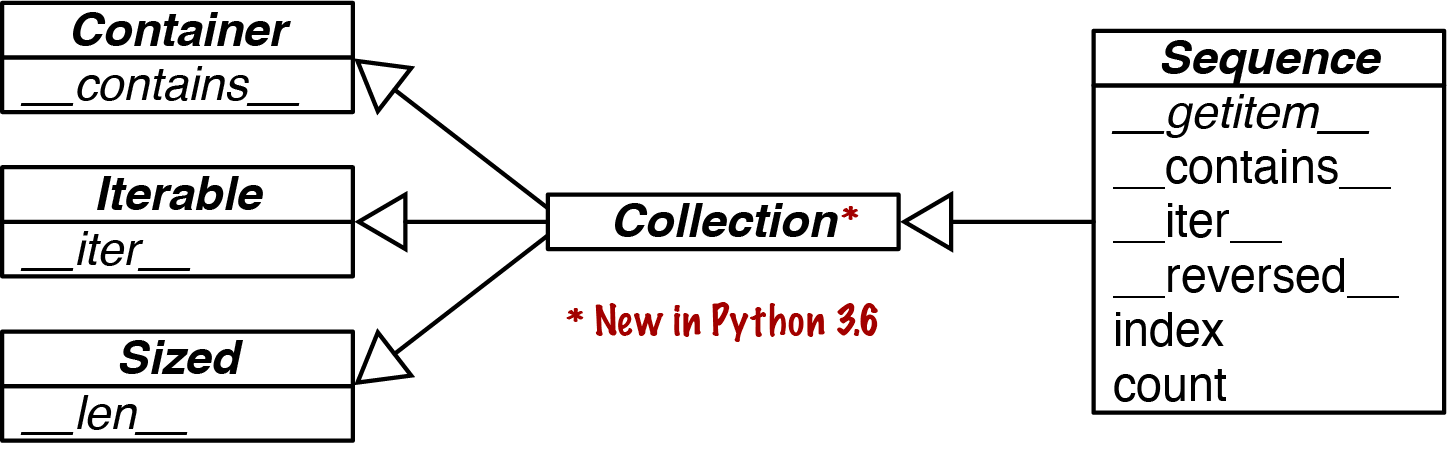 Container
__contains__
Iterable
__iter__
Sized
__len__
Collection*
* New in Python 3.6
Sequence
__getitem__
__contains__
__iter__
__reversed__
index
count